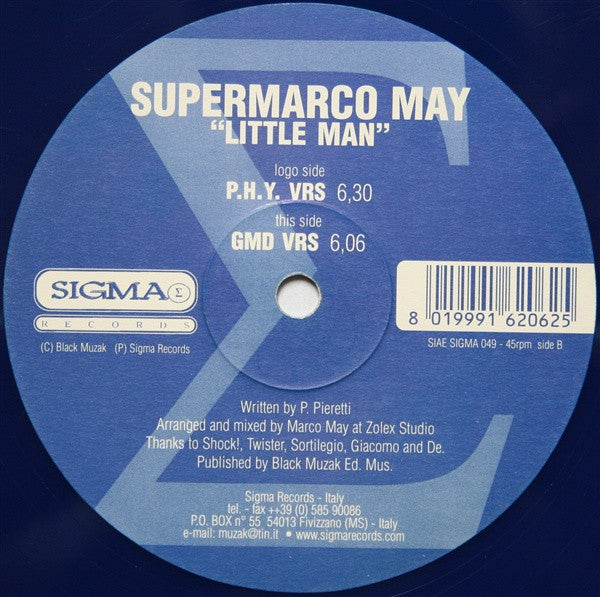 SUPERMARCO MAY
“LITTLE MAN”
logo side
P.H.Y. VRS 6,30
this side
GMD VRS 6,06
SIGMA Σ
RECORDS
(C) Black Muzak (P) Sigma Records
8 019991 620625
SIAE SIGMA 049 - 45rpm side B
Written by P. Pieretti
Arranged and mixed by Marco May at Zolex Studio
Thanks to Shock!, Twister, Sortilegio, Giacomo and De.
Published by Black Muzak Ed. Mus.
Sigma Records - Italy
tel. - fax ++39 (0) 585 90086
P.O. BOX n° 55 54013 Fivizzano (MS) - Italy
e-mail: muzak@tin.it • www.sigmarecords.com